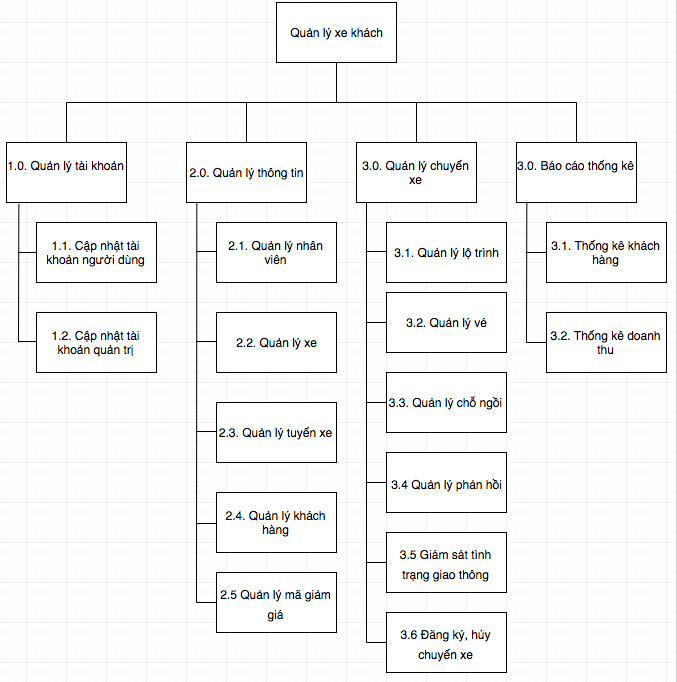 Quản lý xe khách
1.0. Quản lý tài khoản
2.0. Quản lý thông tin
3.0. Quản lý chuyến
xe
3.0. Báo cáo thống kê
1.1. Cập nhật tài
khoản người dùng
1.2. Cập nhật tài
khoản quản trị
2.1. Quản lý nhân
viên
2.2. Quản lý xe
2.3. Quản lý tuyến xe
2.4. Quản lý khách
hàng
2.5 Quản lý mã giảm
giá
3.1. Quản lý lộ trình
3.2. Quản lý vé
3.3. Quản lý chỗ ngồi
3.4 Quản lý phản hồi
3.5 Giám sát tình
trạng giao thông
3.6 Đăng ký, hủy
chuyến xe
3.1. Thống kê khách
hàng
3.2. Thống kê doanh
thu